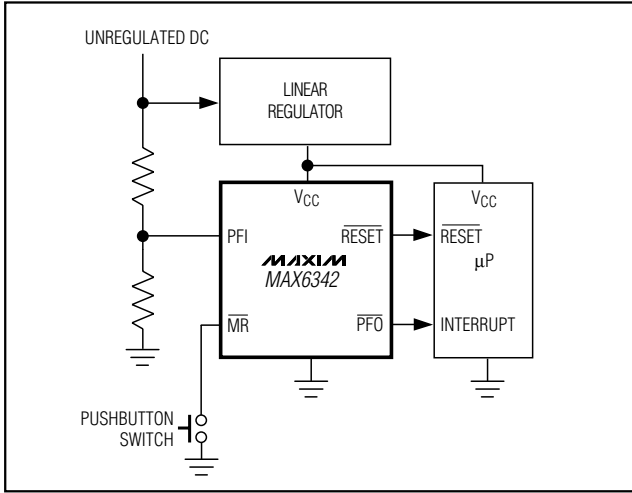 UNREGULATED DC
LINEAR
REGULATOR
VCC
VCC
PFI
RESET
RESET
MAXIM
MAX6342
µP
MR
PFO
INTERRUPT
PUSHBUTTON
SWITCH